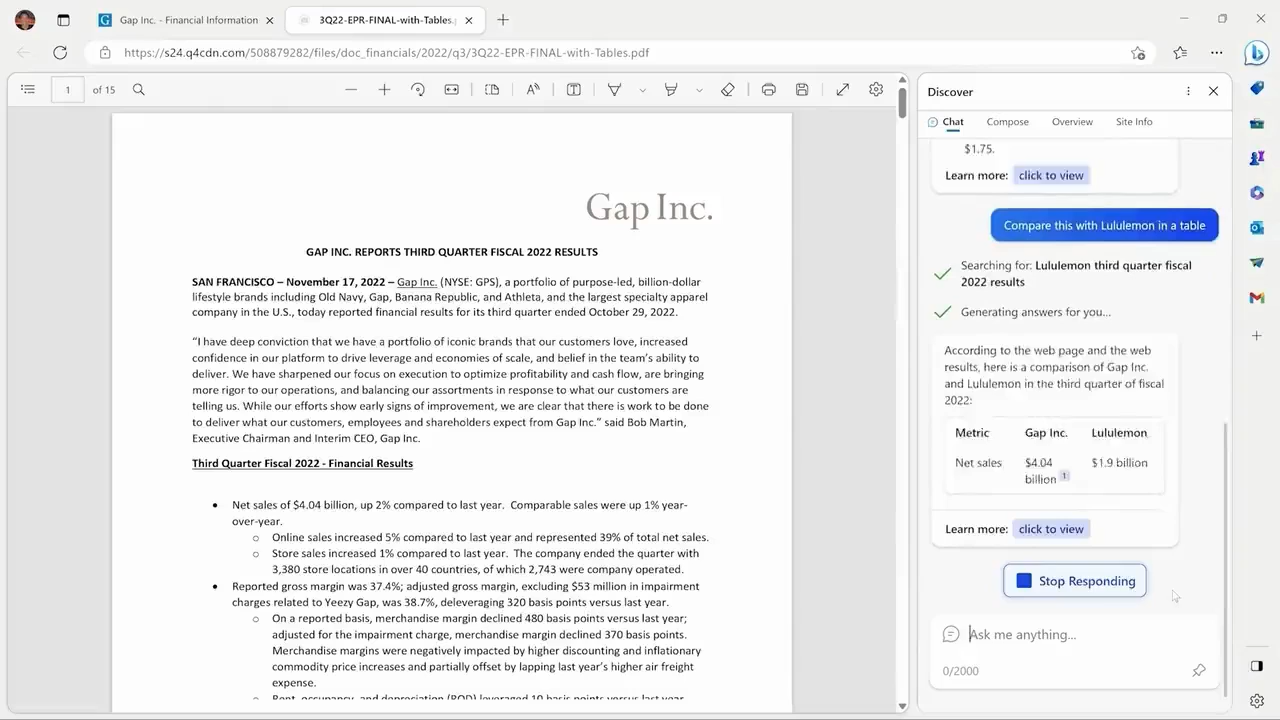 Gap Inc. - Financial Information
3Q22-EPR-FINAL-with-Tables.
https://s24.q4cdn.com/508879282/files/doc_financials/2022/q3/3Q22-EPR-FINAL-with-Tables.pdf
1 of 15
Gap Inc.
GAP INC. REPORTS THIRD QUARTER FISCAL 2022 RESULTS
SAN FRANCISCO – November 17, 2022 – Gap Inc. (NYSE: GPS), a portfolio of purpose-led, billion-dollar
lifestyle brands including Old Navy, Gap, Banana Republic, and Athleta, and the largest specialty apparel
company in the U.S., today reported financial results for its third quarter ended October 29, 2022.
“I have deep conviction that we have a portfolio of iconic brands that our customers love, increased
confidence in our platform to drive leverage and economies of scale, and belief in the team’s ability to
deliver. We have sharpened our focus on execution to optimize profitability and cash flow, are bringing
more rigor to our operations, and balancing our assortments in response to what our customers are
telling us. While our efforts show early signs of improvement, we are clear that there is work to be done
to deliver what our customers, employees and shareholders expect from Gap Inc.” said Bob Martin,
Executive Chairman and Interim CEO, Gap Inc.
Third Quarter Fiscal 2022 - Financial Results
• Net sales of $4.04 billion, up 2% compared to last year. Comparable sales were up 1% year-
over-year.
o Online sales increased 5% compared to last year and represented 39% of total net sales.
o Store sales increased 1% compared to last year. The company ended the quarter with
3,380 store locations in over 40 countries, of which 2,743 were company operated.
• Reported gross margin was 37.4%; adjusted gross margin, excluding $53 million in impairment
charges related to Yeezy Gap, was 38.7%, deleveraging 320 basis points versus last year.
o On a reported basis, merchandise margin declined 480 basis points versus last year;
adjusted for the impairment charge, merchandise margin declined 370 basis points.
Merchandise margins were negatively impacted by higher discounting and inflationary
commodity price increases and partially offset by lapping last year’s higher air freight
expense.
o Rent, occupancy, and depreciation (ROD) leveraged 10 basis points versus last year
Discover
Chat Compose Overview Site Info
$1.75.
Learn more: click to view
Compare this with Lululemon in a table
Searching for: Lululemon third quarter fiscal
2022 results
Generating answers for you...
According to the web page and the web
results, here is a comparison of Gap Inc.
and Lululemon in the third quarter of fiscal
2022:
Metric Gap Inc. Lululemon
Net sales $4.04 $1.9 billion
billion 1
Learn more: click to view
Stop Responding
Ask me anything...
0/2000